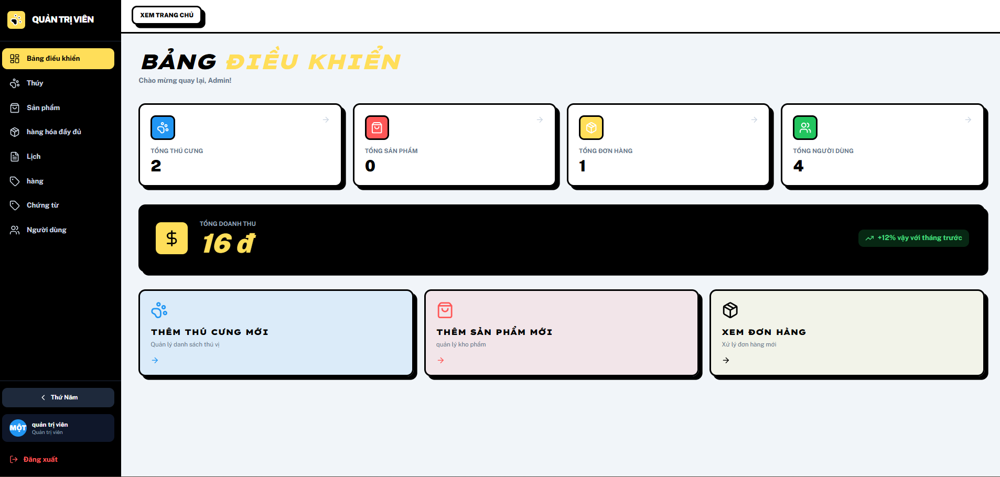 QUẢN TRỊ VIÊN
XEM TRANG CHỦ
Bảng điều khiển
Thúy
Sản phẩm
hàng hóa đầy đủ
Lịch
hàng
Chứng từ
Người dùng
Thứ Năm
MỘT
quản trị viên
Quản trị viên
Đăng xuất
BẢNG ĐIỀU KHIỂN
Chào mừng quay lại, Admin!
TỔNG THÚ CƯNG
2
TỔNG SẢN PHẨM
0
TỔNG ĐƠN HÀNG
1
TỔNG NGƯỜI DÙNG
4
TỔNG DOANH THU
16 đ
+12% vậy với tháng trước
THÊM THÚ CƯNG MỚI
Quản lý danh sách thú vị
THÊM SẢN PHẨM MỚI
quản lý kho phẩm
XEM ĐƠN HÀNG
Xử lý đơn hàng mới